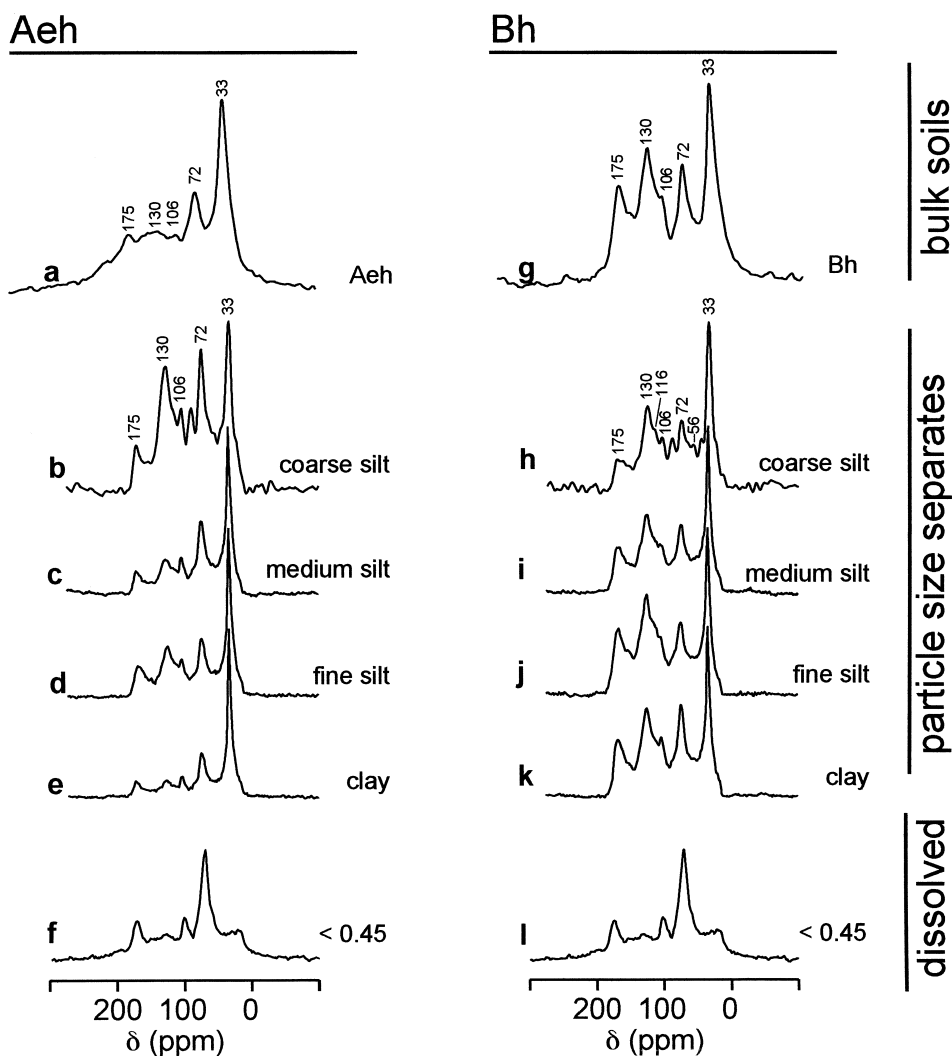 Aeh
Bh
33
72
175
130
106
a
Aeh
33
130
175
106
72
g
Bh
bulk soils
33
72
130
106
175
b
coarse silt
33
130
116
175
106
72
56
h
coarse silt
c
medium silt
i
medium silt
d
fine silt
j
fine silt
e
clay
k
clay
particle size separates
f
< 0.45
l
< 0.45
dissolved
200 100 0
δ (ppm)
200 100 0
δ (ppm)